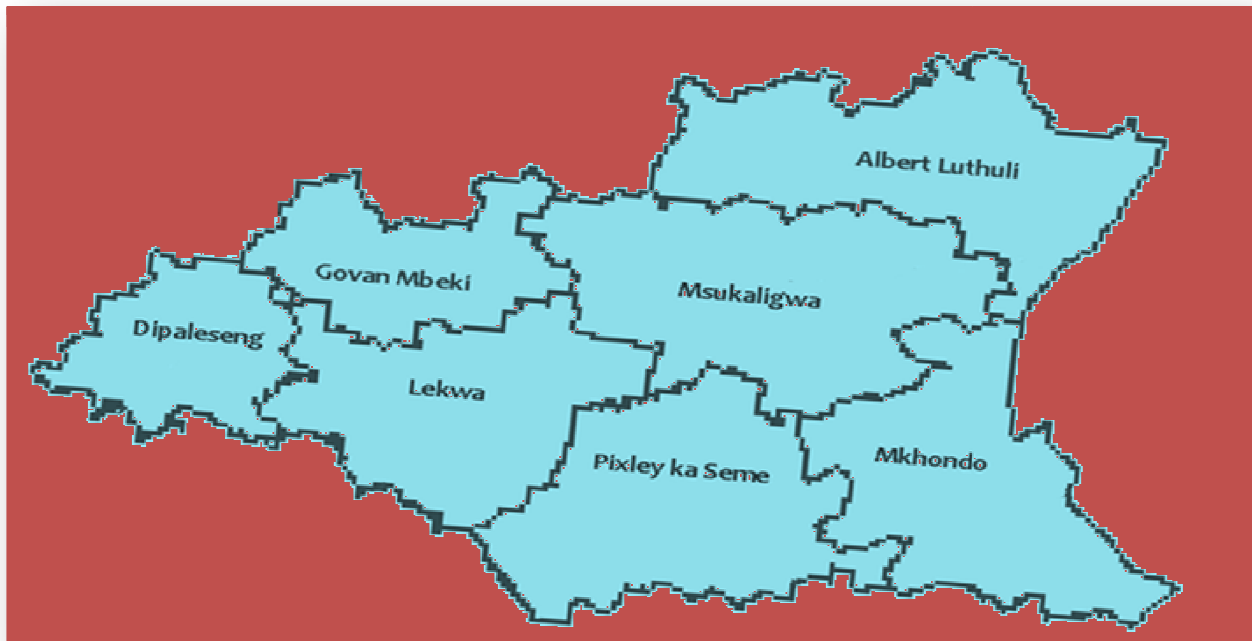 Albert Luthuli
Govan Mbeki
Msukaligwa
Dipaleseng
Lekwa
Pixley ka Seme
Mkhondo